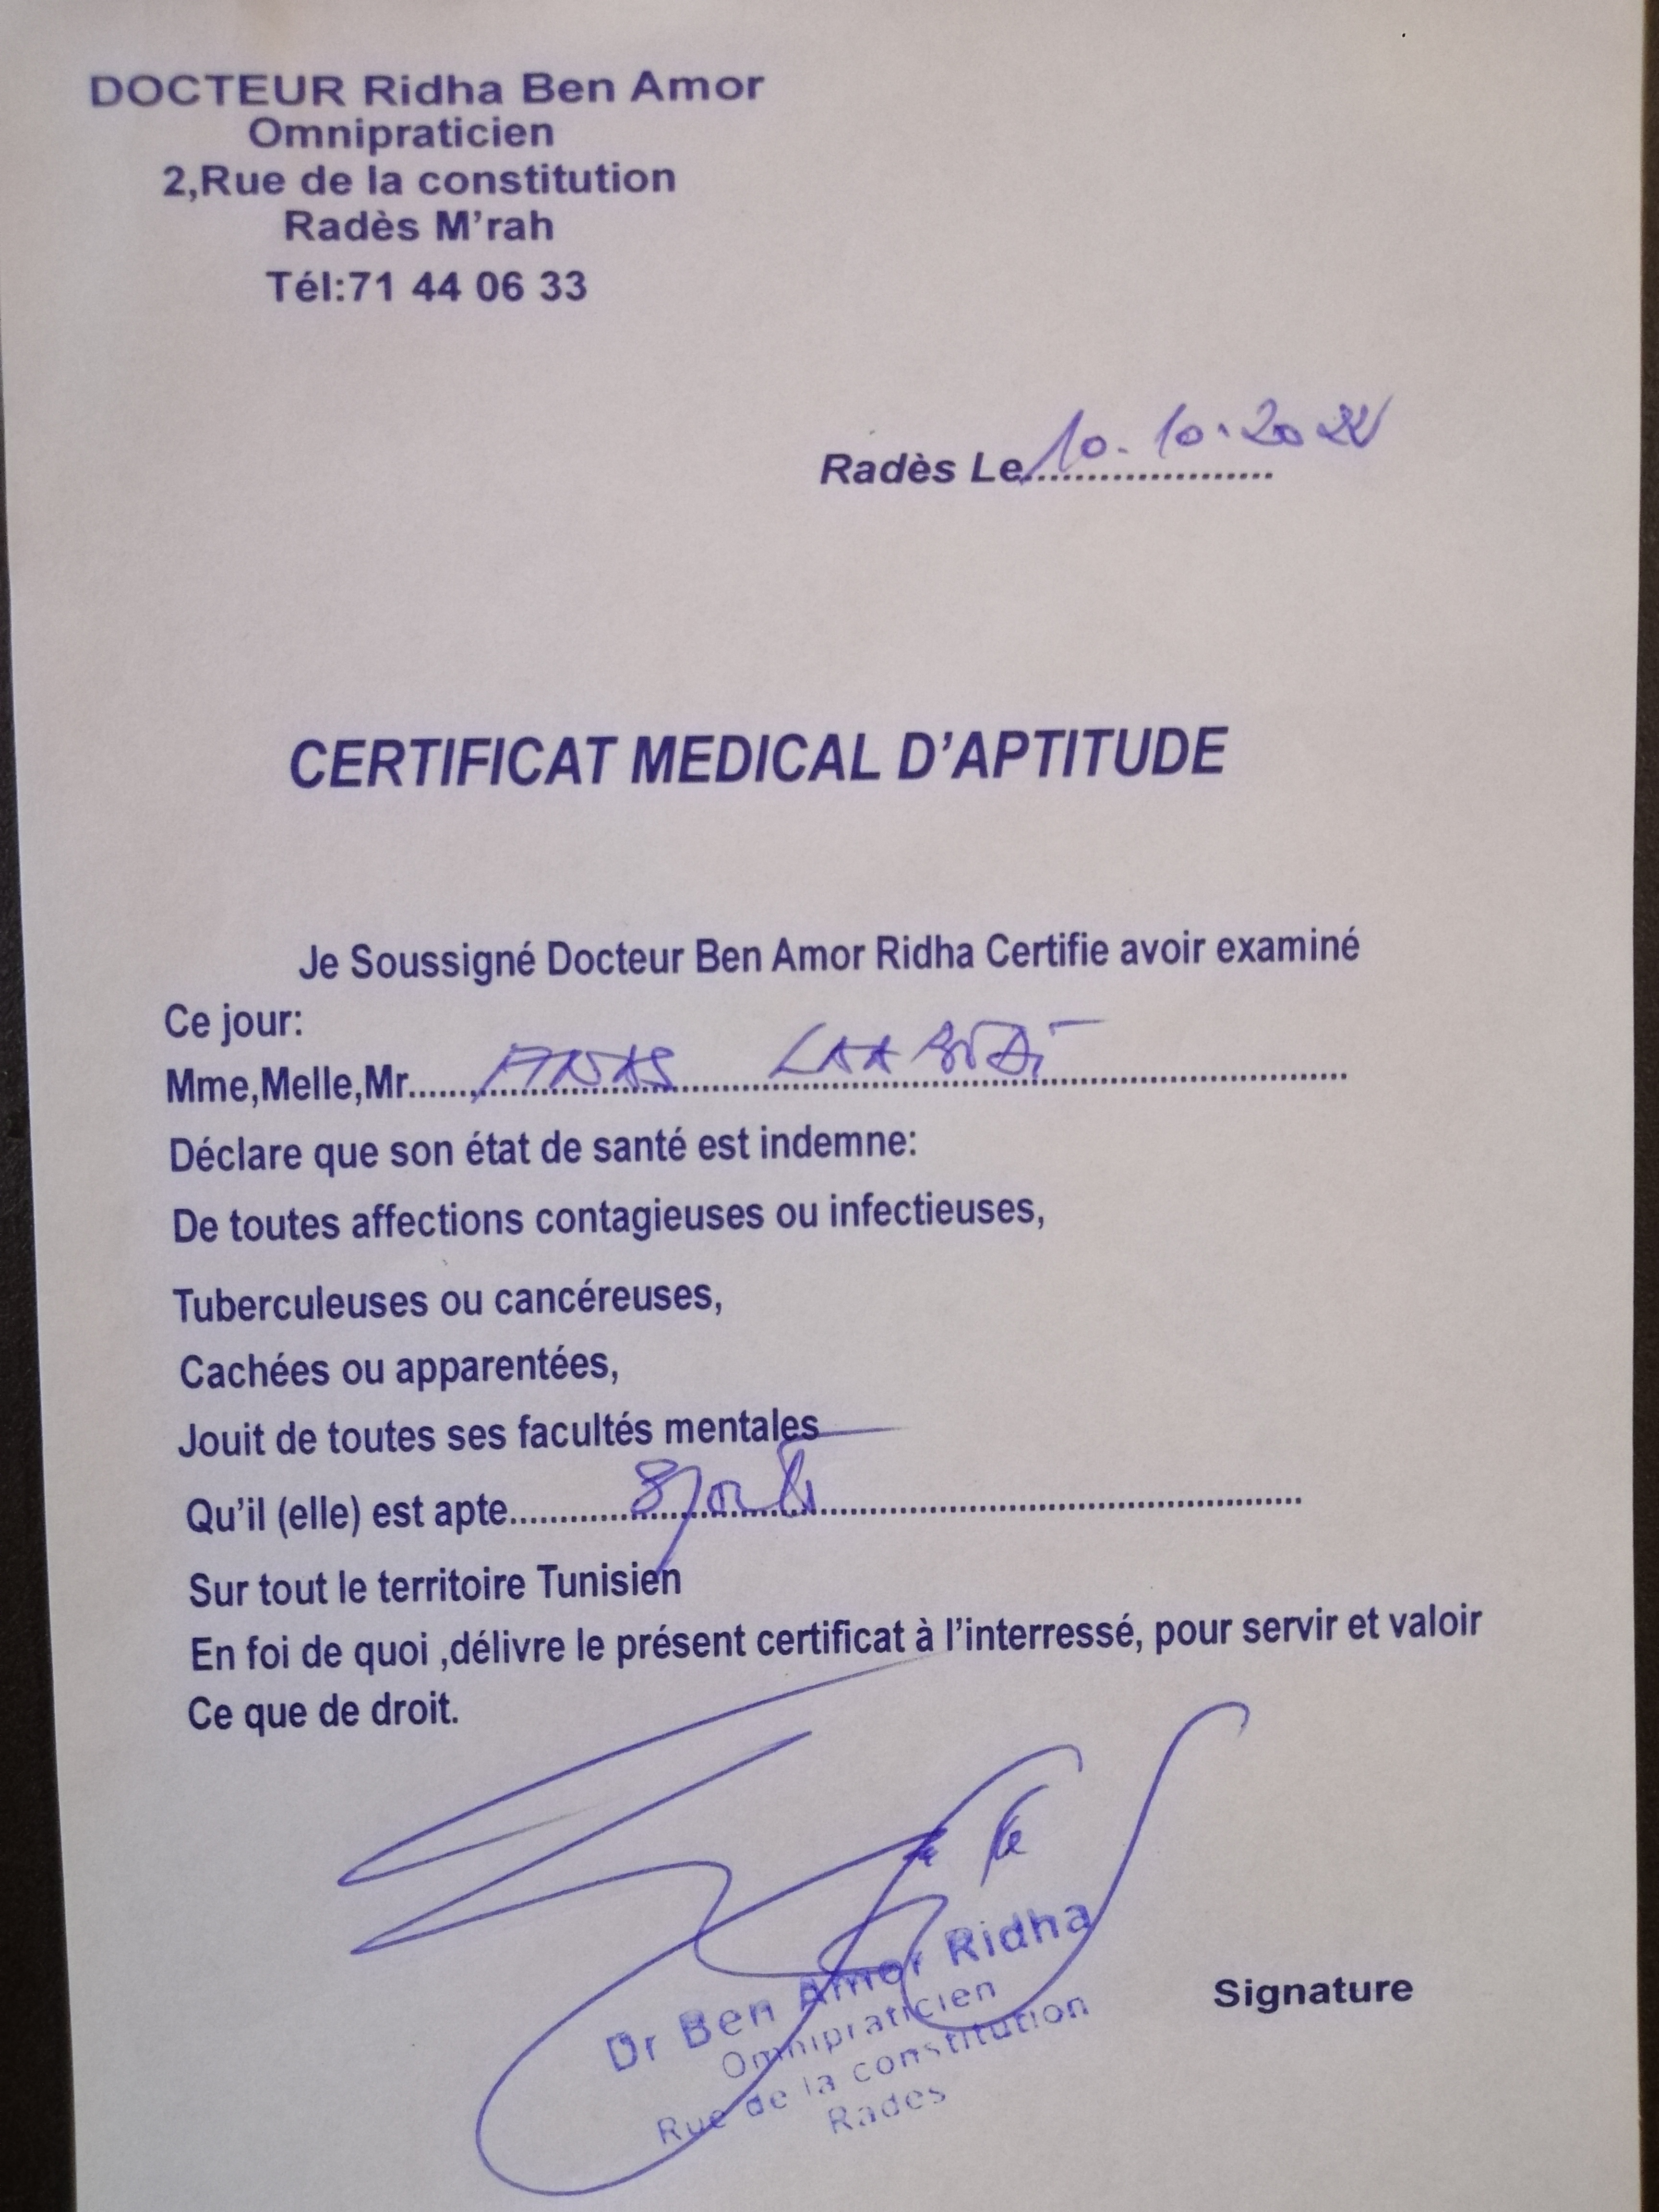 DOCTEUR Ridha Ben Amor
Omnipraticien
2,Rue de la constitution
Radès M'rah
Tél:71 44 06 33
Radès Le 10.10.20
CERTIFICAT MEDICAL D'APTITUDE
Je Soussigné Docteur Ben Amor Ridha Certifie avoir examiné
Ce jour:
Mme,Melle,Mr.....ANAS
Déclare que son état de santé est indemne:
De toutes affections contagieuses ou infectieuses,
Tuberculeuses ou cancéreuses,
Cachées ou apparentées,
Jouit de toutes ses facultés mentales
Qu'il (elle) est apte...........
Sur tout le territoire Tunisien
En foi de quoi ,délivre le présent certificat à l'interressé, pour servir et valoir
Ce que de droit.
Signature
Dr Ben Amor Ridha
Omnipraticien
Rue de la constitution
Rades